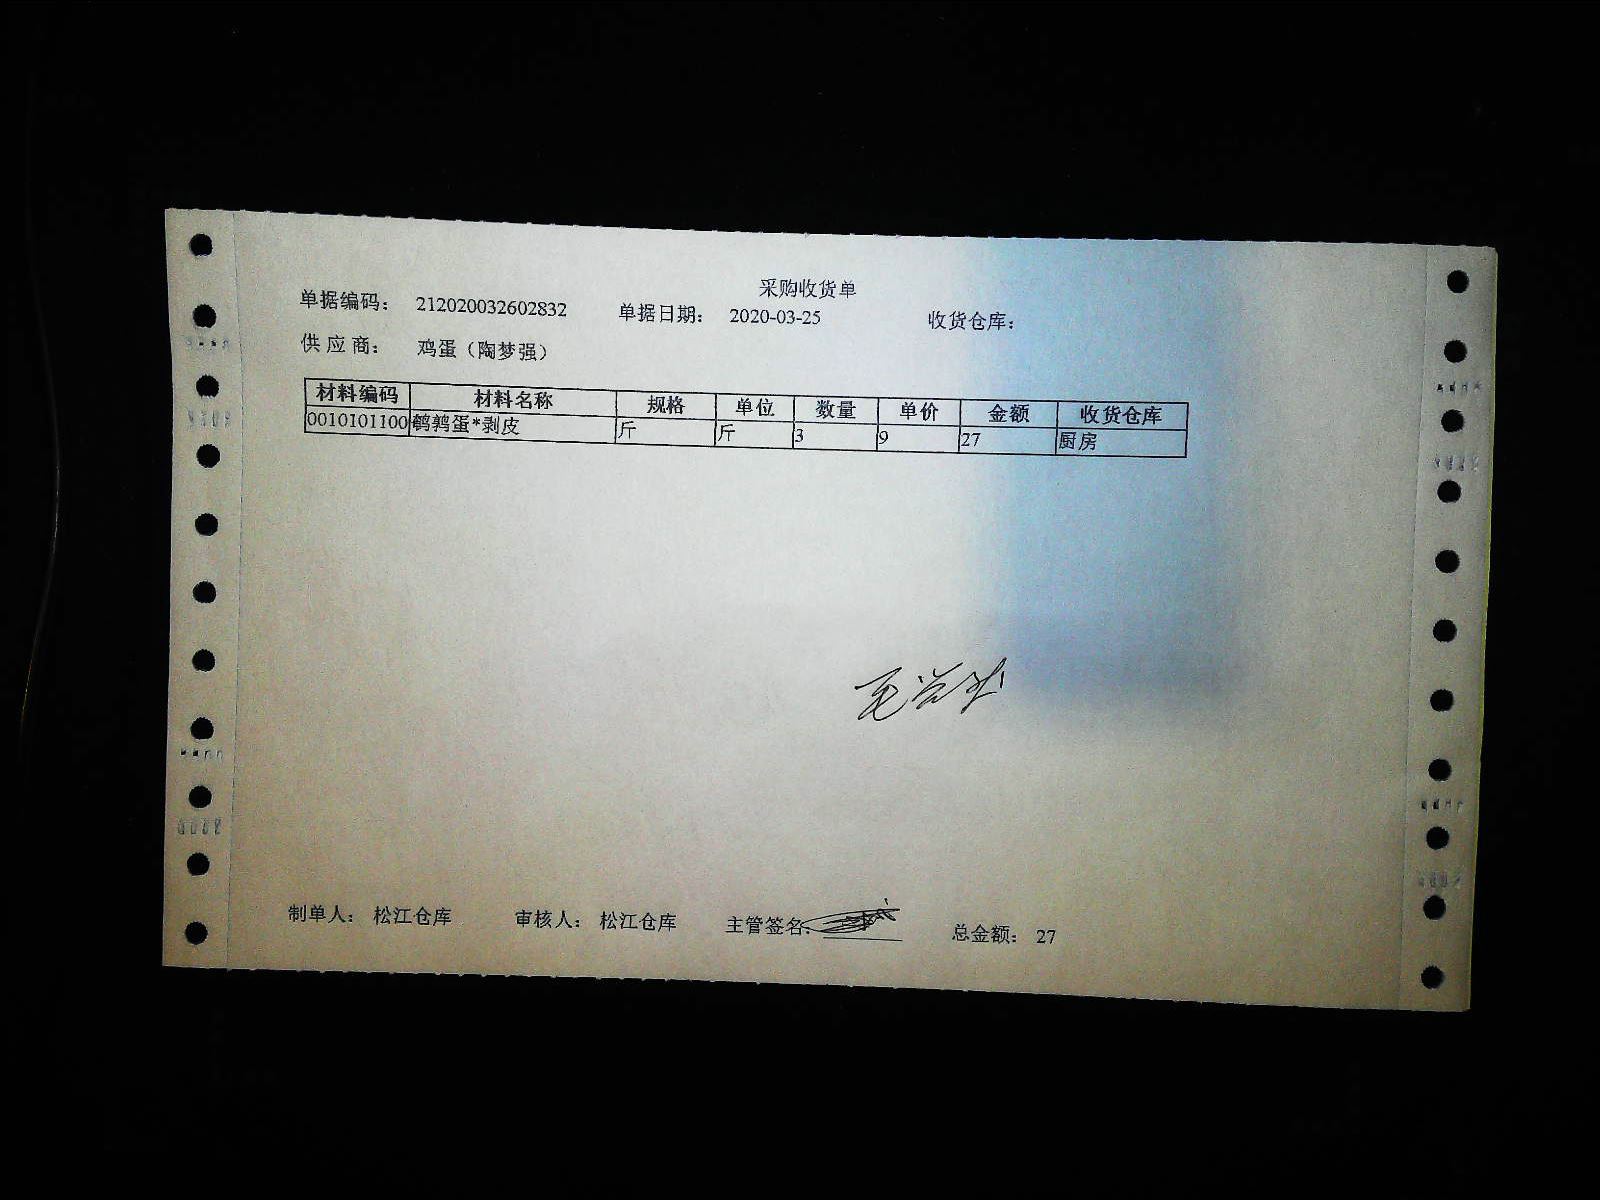 采购收货单
单据编码： 212020032602832 单据日期： 2020-03-25 收货仓库：
供应商： 鸡蛋（陶梦强）
材料编码 材料名称 规格 单位 数量 单价 金额 收货仓库
0010101100 鹌鹑蛋*剥皮 斤 斤 3 9 27 厨房
制单人： 松江仓库 审核人： 松江仓库 主管签名： 总金额： 27